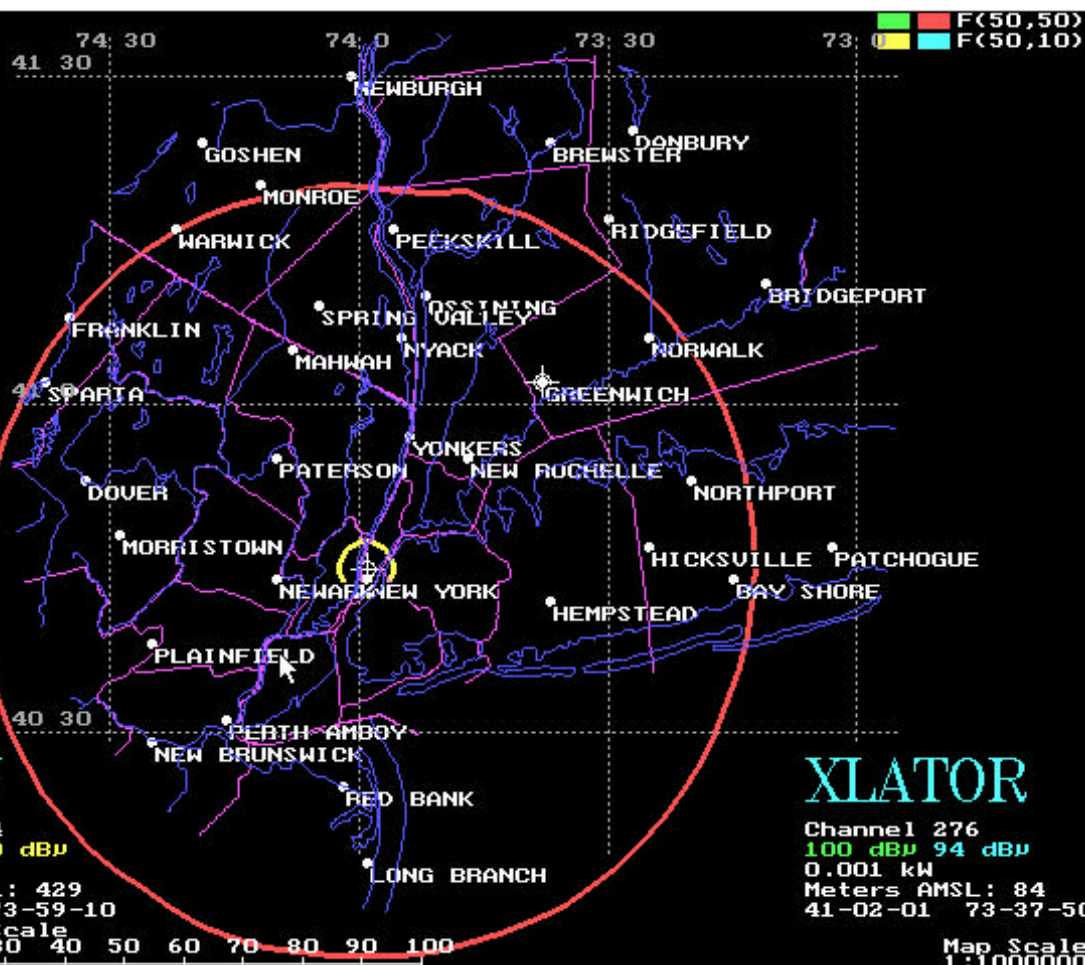 F(50,50)
F(50,10)
74 30
74 0
73 30
73 0
41 30
NEWBURGH
DANBURY
GOSHEN
BREWSTER
MONROE
WARWICK
PEEKSKILL
RIDGEFIELD
BRIDGEPORT
OSSINING
SPRING VALLEY
FRANKLIN
NYACK
NORWALK
MAHWAH
SPARTA
GREENWICH
YONKERS
PATERSON
NEW ROCHELLE
DOVER
NORTHPORT
MORRISTOWN
HICKSVILLE
PATCHOGUE
NEWARK
NEW YORK
BAY SHORE
HEMPSTEAD
PLAINFIELD
40 30
PERTH AMBOY
NEW BRUNSWICK
RED BANK
LONG BRANCH
XLATOR
Channel 276
100 dBµ 94 dBµ
0.001 kW
Meters AMSL: 84
41-02-01 73-37-50
Map Scale
1:1000000
dBµ
: 429
73-59-10
cale
30 40 50 60 70 80 90 100